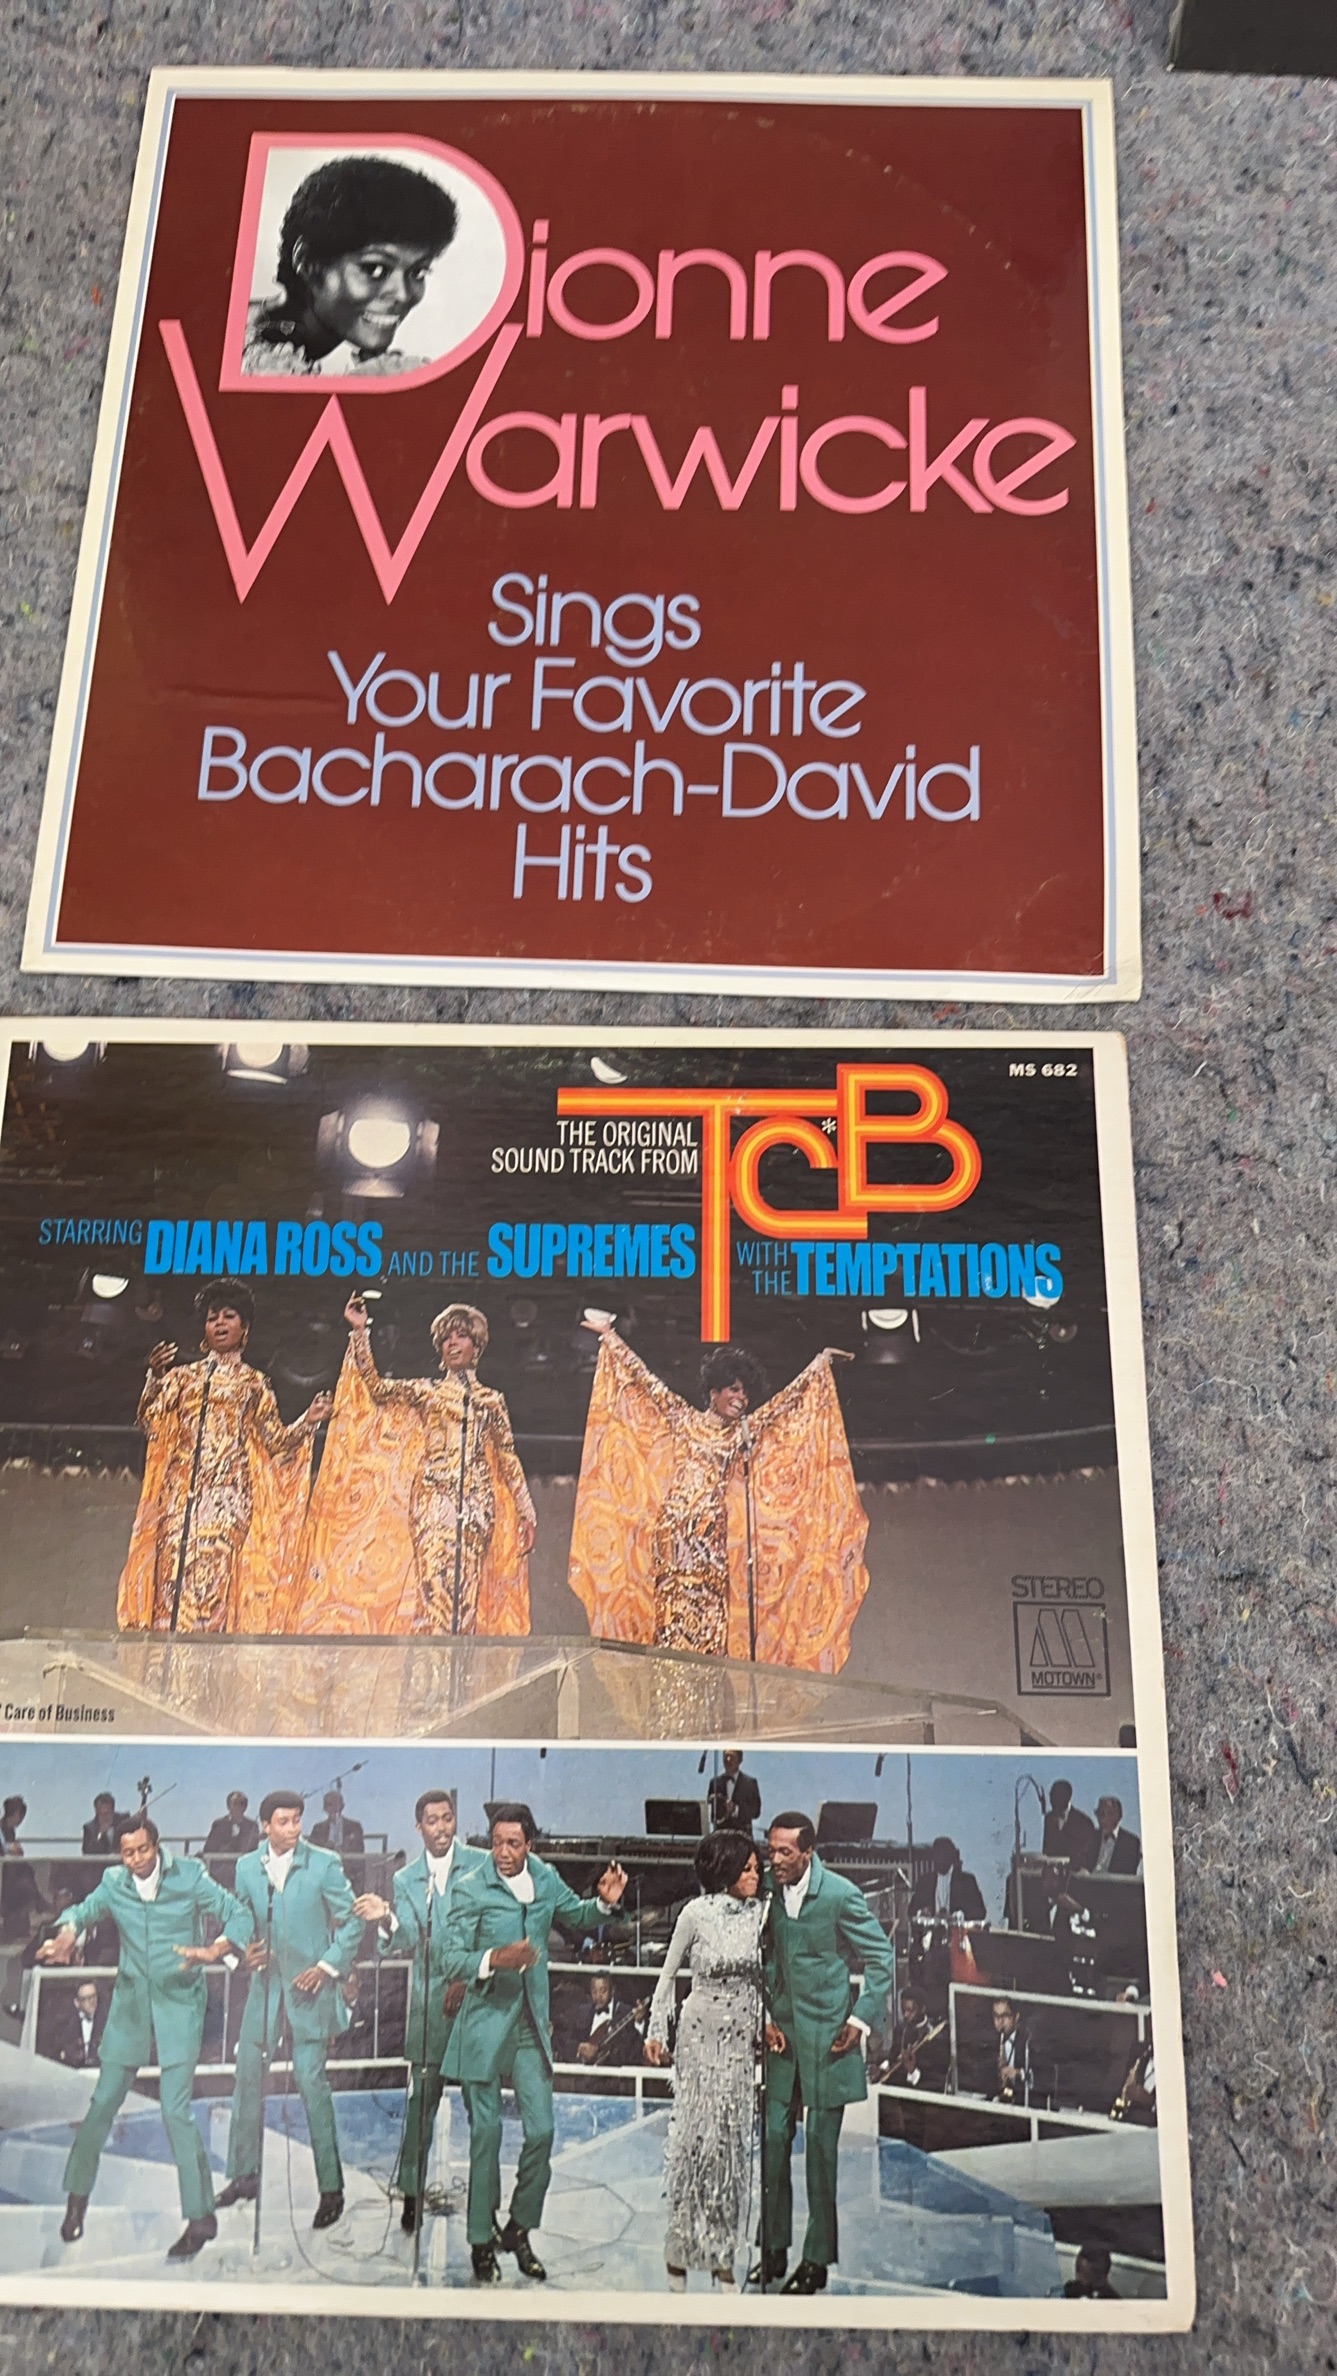 Dionne
Warwicke
Sings
Your Favorite
Bacharach-David
Hits
MS 682
THE ORIGINAL
SOUND TRACK FROM
TC*B
STARRING DIANA ROSS AND THE SUPREMES
WITH THE TEMPTATIONS
STEREO
M
MOTOWN®
Care of Business